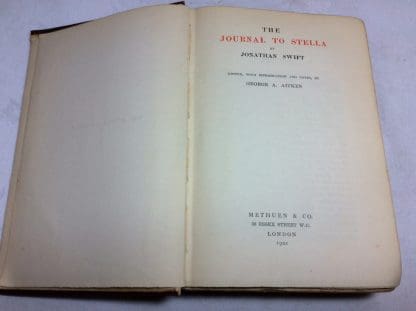 THE
JOURNAL TO STELLA
BY
JONATHAN SWIFT
EDITED, WITH INTRODUCTION AND NOTES, BY
GEORGE A. AITKEN
METHUEN & CO.
36 ESSEX STREET W.C.
LONDON
1901